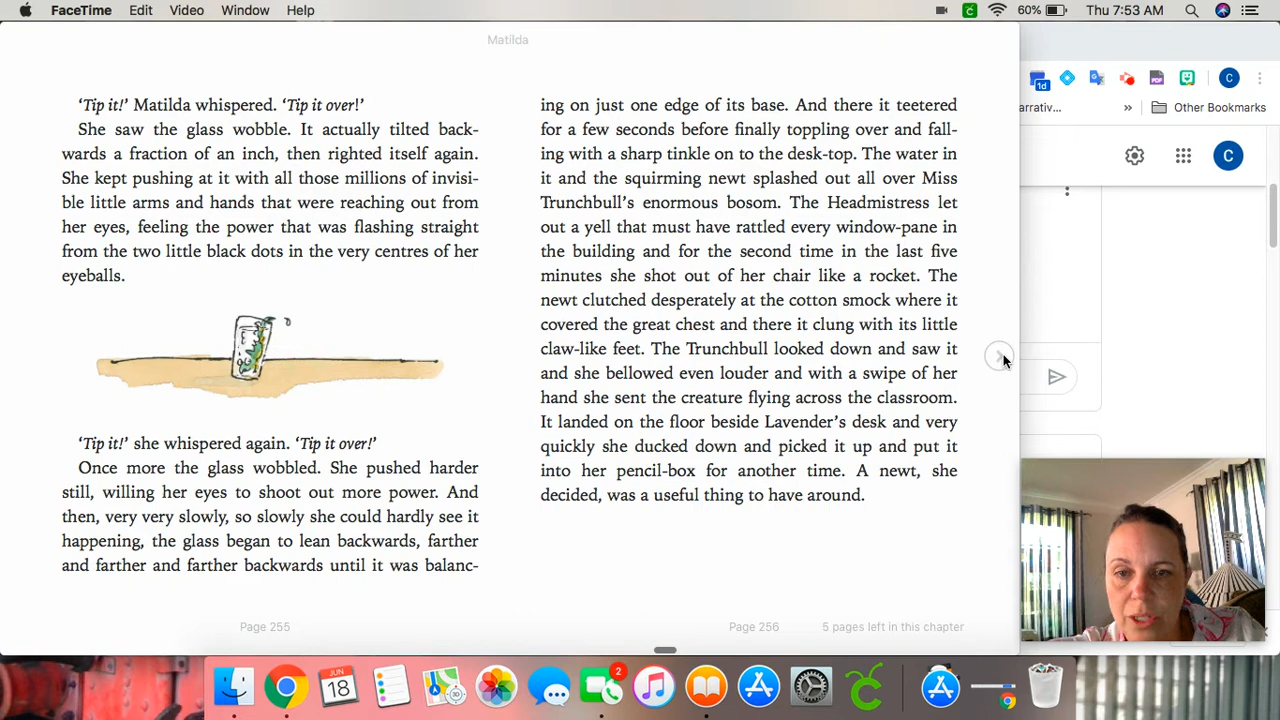 FaceTime Edit Video Window Help 60% Thu 7:53 AM
Matilda
‘Tip it!’ Matilda whispered. ‘Tip it over!’
She saw the glass wobble. It actually tilted back-
wards a fraction of an inch, then righted itself again.
She kept pushing at it with all those millions of invisi-
ble little arms and hands that were reaching out from
her eyes, feeling the power that was flashing straight
from the two little black dots in the very centres of her
eyeballs.
‘Tip it!’ she whispered again. ‘Tip it over!’
Once more the glass wobbled. She pushed harder
still, willing her eyes to shoot out more power. And
then, very very slowly, so slowly she could hardly see it
happening, the glass began to lean backwards, farther
and farther and farther backwards until it was balanc-
Page 255
ing on just one edge of its base. And there it teetered
for a few seconds before finally toppling over and fall-
ing with a sharp tinkle on to the desk-top. The water in
it and the squirming newt splashed out all over Miss
Trunchbull’s enormous bosom. The Headmistress let
out a yell that must have rattled every window-pane in
the building and for the second time in the last five
minutes she shot out of her chair like a rocket. The
newt clutched desperately at the cotton smock where it
covered the great chest and there it clung with its little
claw-like feet. The Trunchbull looked down and saw it
and she bellowed even louder and with a swipe of her
hand she sent the creature flying across the classroom.
It landed on the floor beside Lavender’s desk and very
quickly she ducked down and picked it up and put it
into her pencil-box for another time. A newt, she
decided, was a useful thing to have around.
Page 256 5 pages left in this chapter
1d
C
arrativ... » Other Bookmarks
C
JUN
18
2